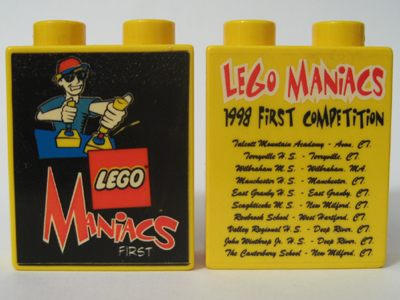 LEGO
MANIACS
FIRST
LEGO MANIACS
1998 FIRST COMPETITION
Talcott Mountain Academy - Avon, CT.
Terryville H.S. - Terryville, CT.
Wilbraham M.S. - Wilbraham, MA
Manchester H.S. - Manchester, CT.
East Granby H.S. - East Granby, CT.
Scaghticoke M.S. - New Milford, CT.
Renbrook School - West Hartford, CT.
Valley Regional H.S. - Deep River, CT.
John Winthrop Jr. H.S. - Deep River, CT.
The Canterbury School - New Milford, CT.